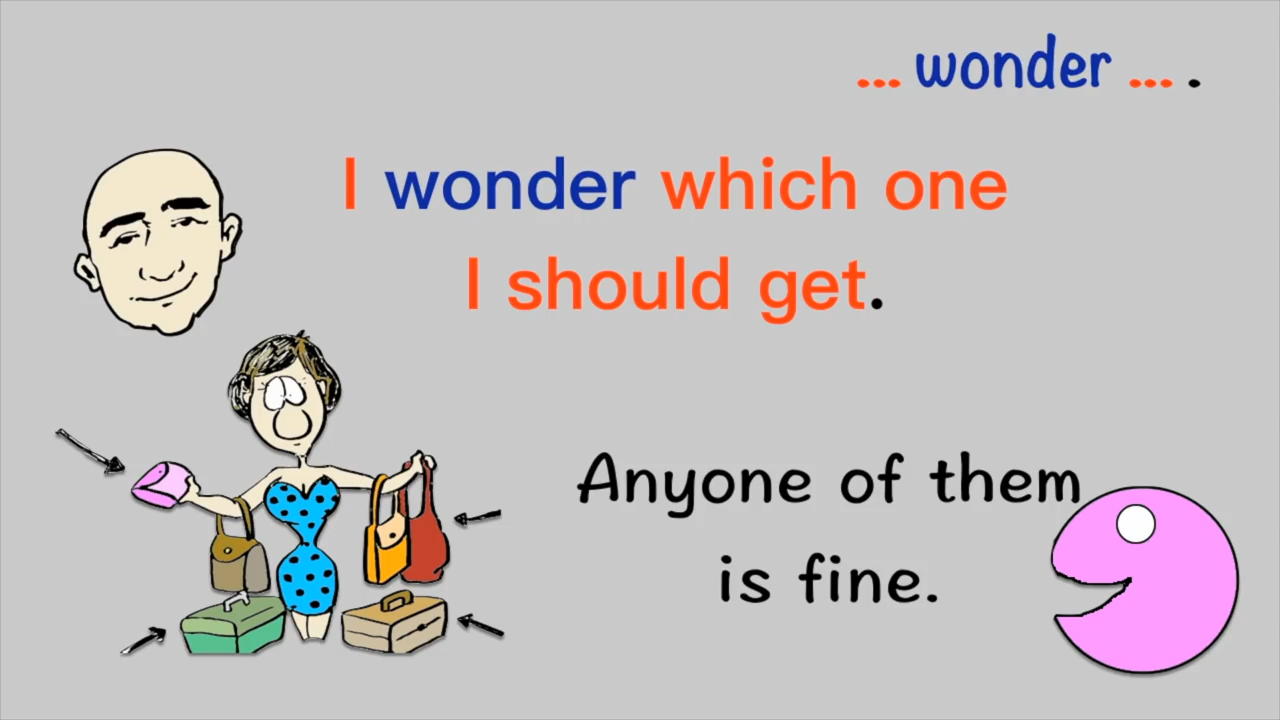 ... wonder ... .
I wonder which one
I should get.
Anyone of them
is fine.